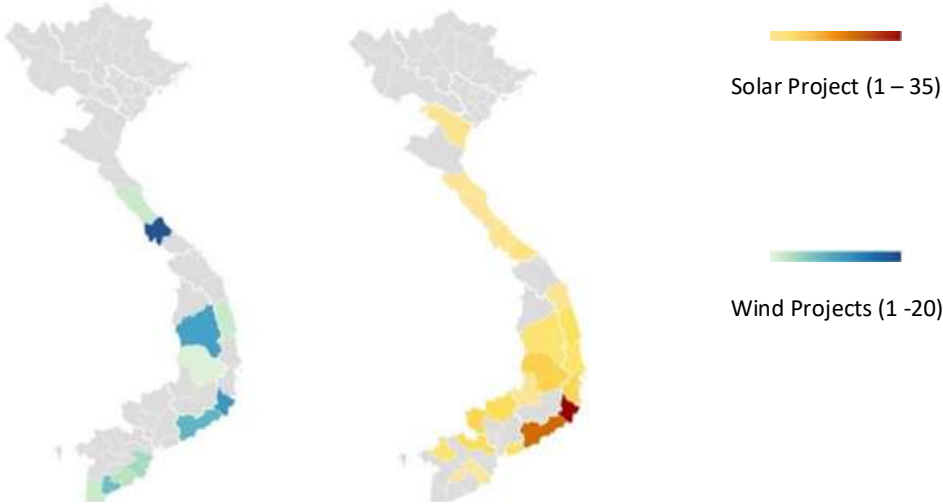 Solar Project (1 – 35)
Wind Projects (1 -20)